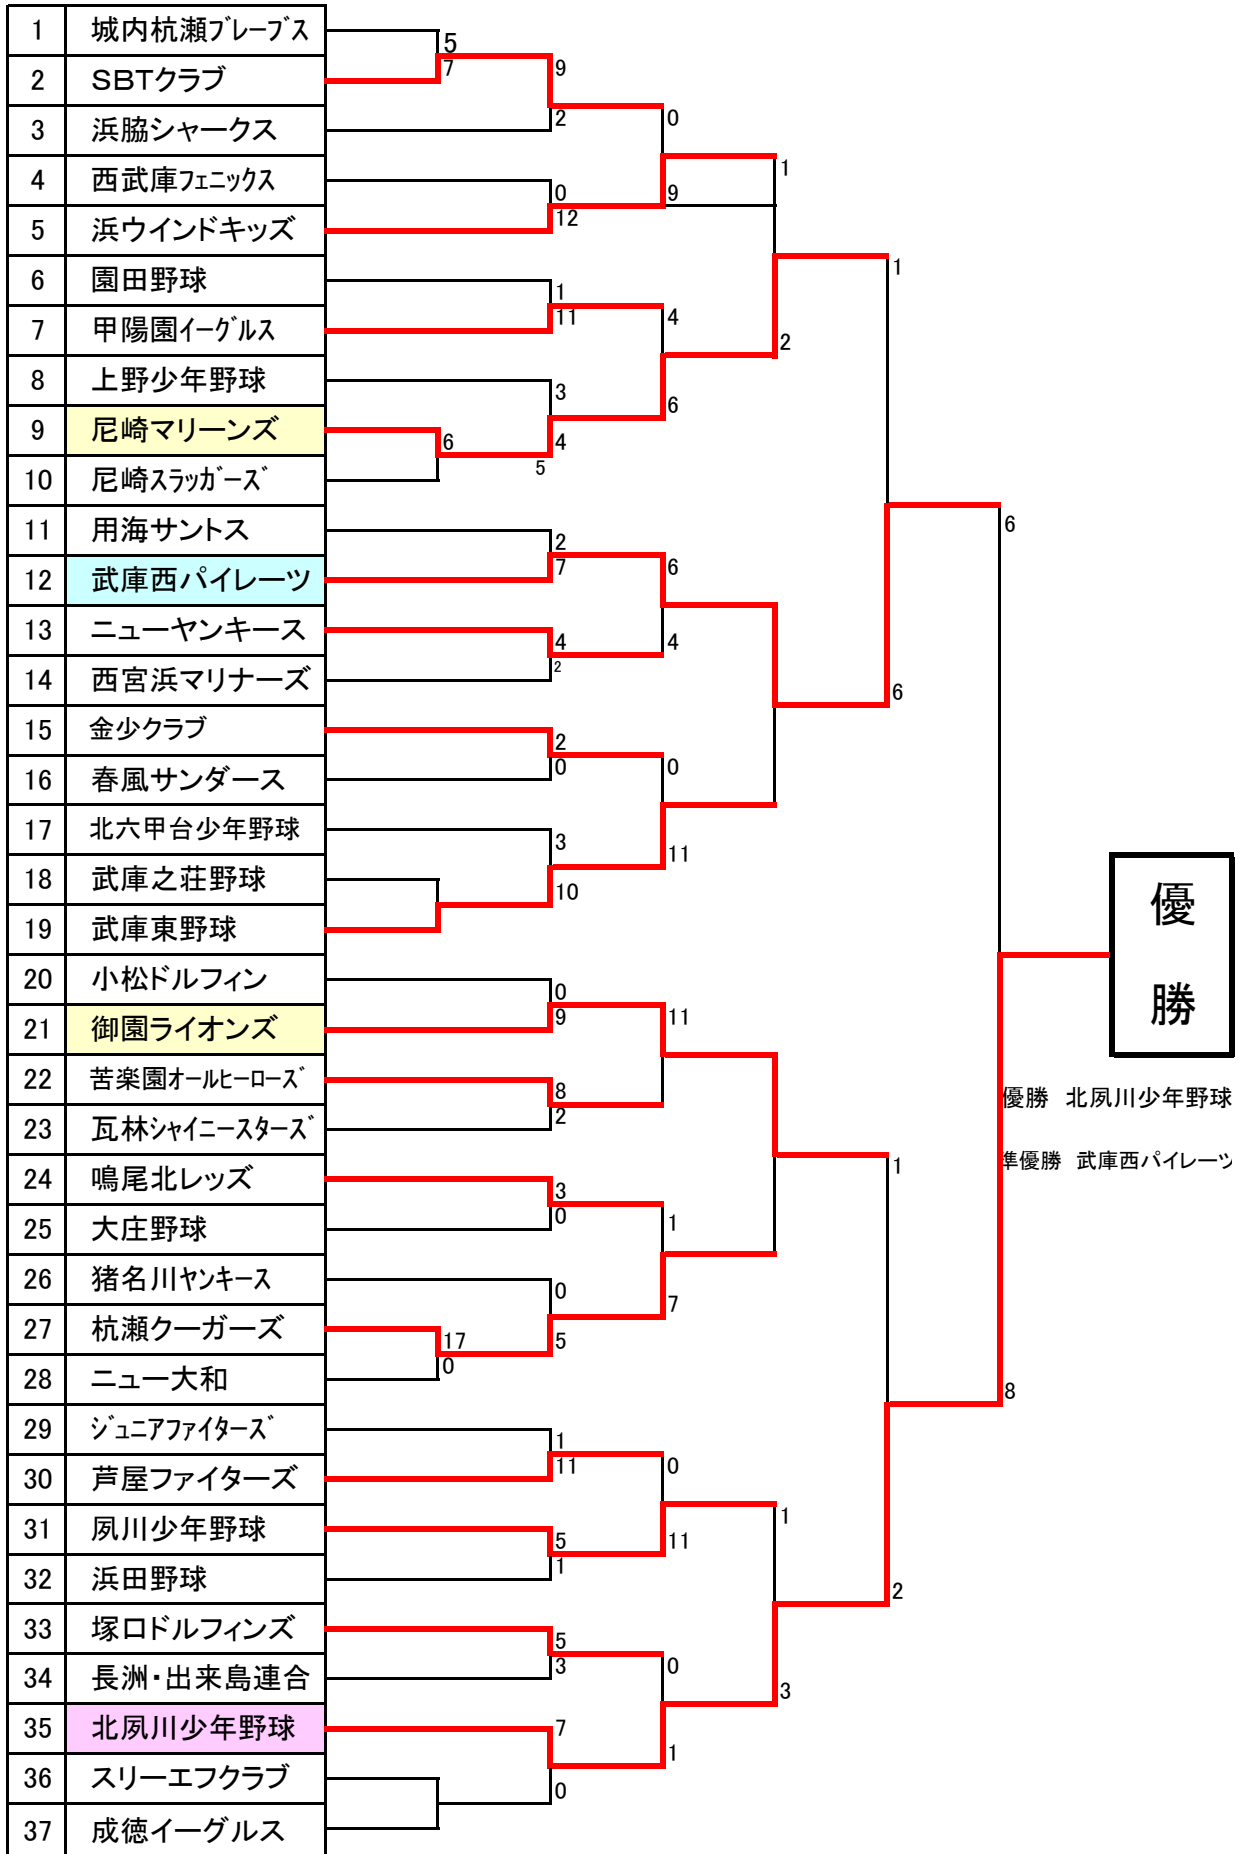 1 城内杭瀬ブレーブス
2 SBTクラブ
3 浜脇シャークス
4 西武庫フェニックス
5 浜ウインドキッズ
6 園田野球
7 甲陽園イーグルス
8 上野少年野球
9 尼崎マリーンズ
10 尼崎スラッガーズ
11 用海サントス
12 武庫西パイレーツ
13 ニューヤンキース
14 西宮浜マリナーズ
15 金少クラブ
16 春風サンダース
17 北六甲台少年野球
18 武庫之荘野球
19 武庫東野球
20 小松ドルフィン
21 御園ライオンズ
22 苦楽園オールヒーローズ
23 瓦林シャイニースターズ
24 鳴尾北レッズ
25 大庄野球
26 猪名川ヤンキース
27 杭瀬クーガーズ
28 ニュー大和
29 ジュニアファイターズ
30 芦屋ファイターズ
31 夙川少年野球
32 浜田野球
33 塚口ドルフィンズ
34 長洲・出来島連合
35 北夙川少年野球
36 スリーエフクラブ
37 成徳イーグルス
5
7
6
5
17
0
9
2
0
12
1
11
3
4
2
7
4
2
2
0
3
10
0
9
8
2
3
0
0
5
1
11
5
1
5
3
7
0
0
9
4
6
6
4
0
11
11
1
7
0
11
0
1
1
2
1
3
1
6
1
2
6
8
優
勝
優勝 北夙川少年野球
準優勝 武庫西パイレーツ